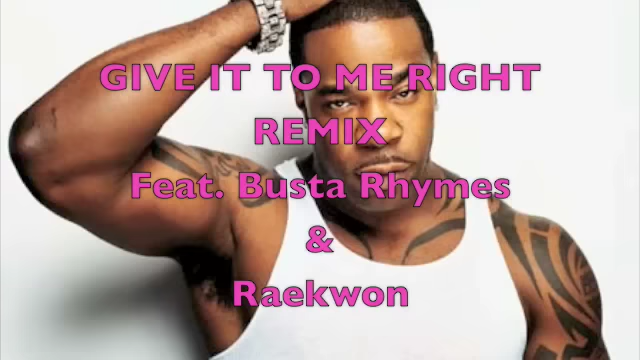 GIVE IT TO ME RIGHT
REMIX
Feat. Busta Rhymes
&
Raekwon